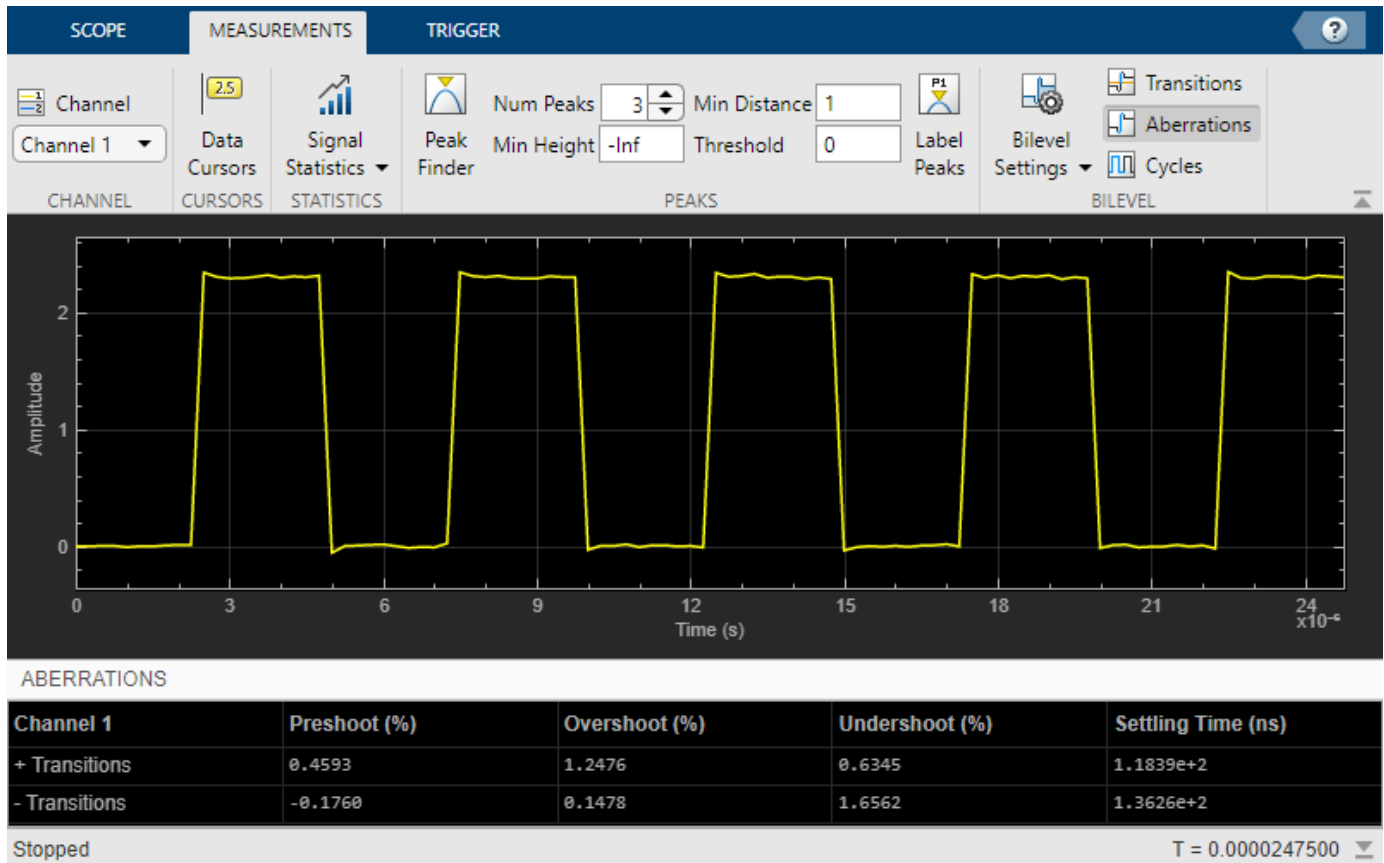 SCOPE MEASUREMENTS TRIGGER ?
Channel
Channel 1
CHANNEL
2.5
Data
Cursors
CURSORS
Signal
Statistics
STATISTICS
Peak
Finder
Num Peaks 3 Min Distance 1
Min Height -Inf Threshold 0
P1
Label
Peaks
PEAKS
Bilevel
Settings
Transitions
Aberrations
Cycles
BILEVEL
Amplitude
2
1
0
0 3 6 9 12 15 18 21 24
x10⁻⁶
Time (s)
ABERRATIONS
Channel 1 Preshoot (%) Overshoot (%) Undershoot (%) Settling Time (ns)
+ Transitions 0.4593 1.2476 0.6345 1.1839e+2
- Transitions -0.1760 0.1478 1.6562 1.3626e+2
Stopped T = 0.0000247500